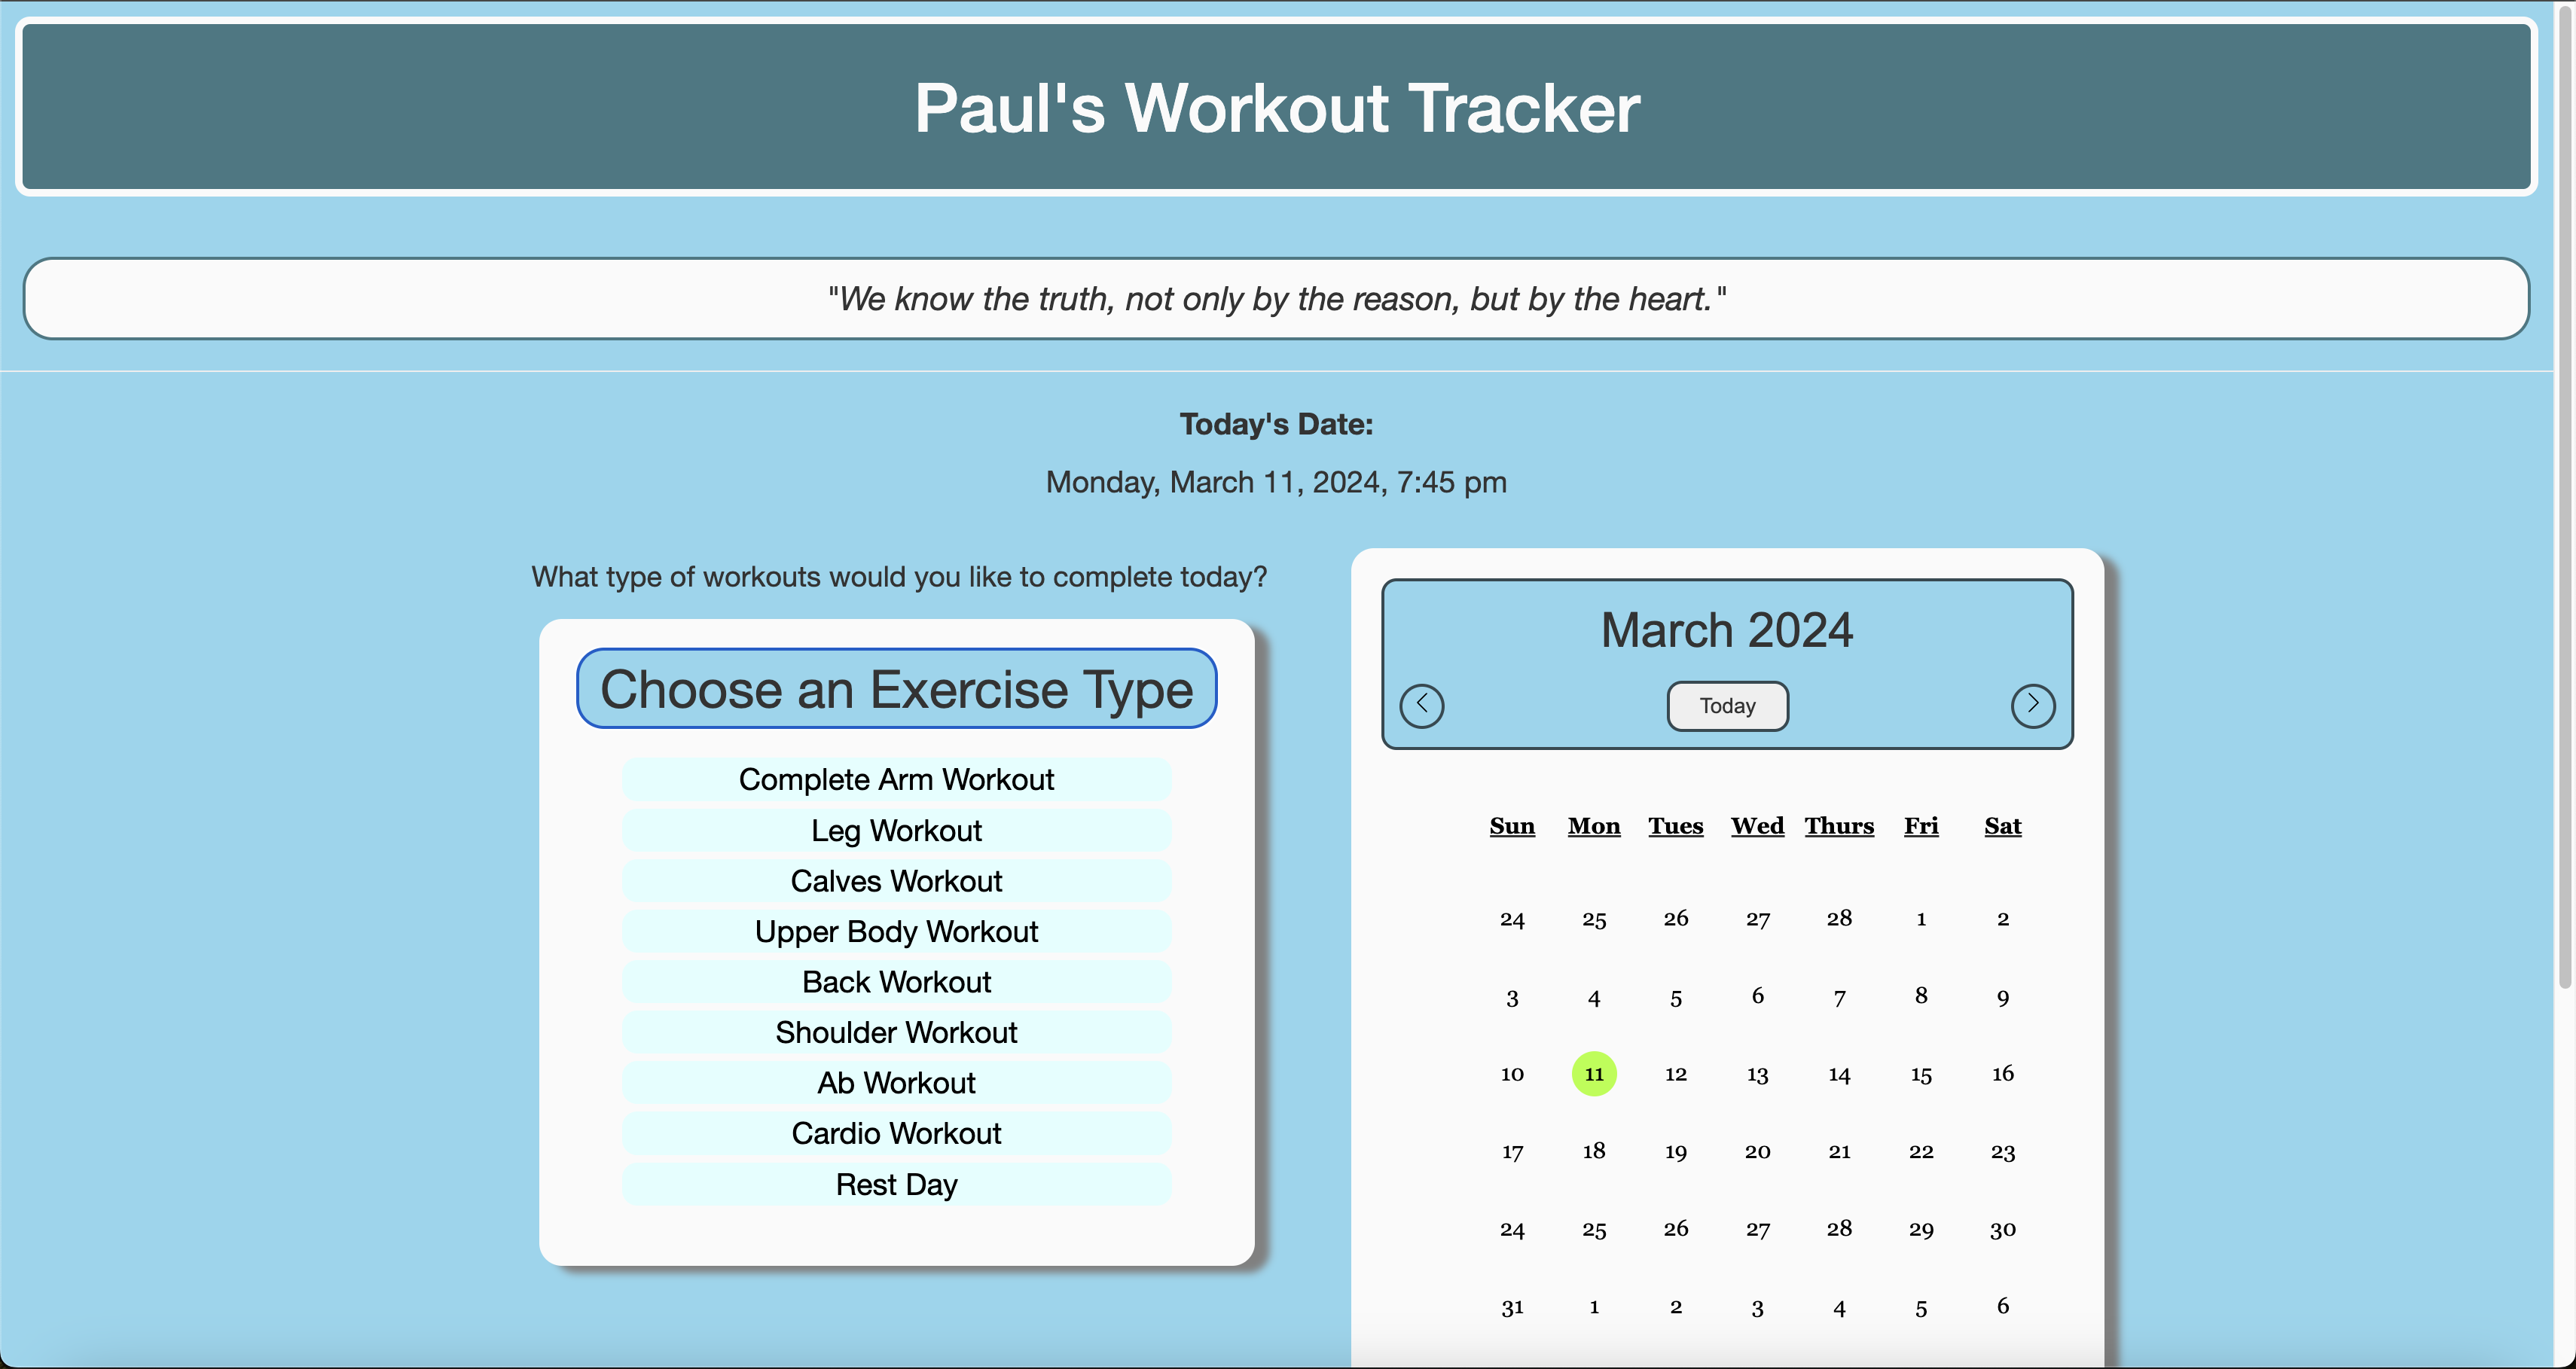 Paul's Workout Tracker
"We know the truth, not only by the reason, but by the heart."
Today's Date:
Monday, March 11, 2024, 7:45 pm
What type of workouts would you like to complete today?
Choose an Exercise Type
Complete Arm Workout
Leg Workout
Calves Workout
Upper Body Workout
Back Workout
Shoulder Workout
Ab Workout
Cardio Workout
Rest Day
March 2024
Today
Sun Mon Tues Wed Thurs Fri Sat
24 25 26 27 28 1 2
3 4 5 6 7 8 9
10 11 12 13 14 15 16
17 18 19 20 21 22 23
24 25 26 27 28 29 30
31 1 2 3 4 5 6